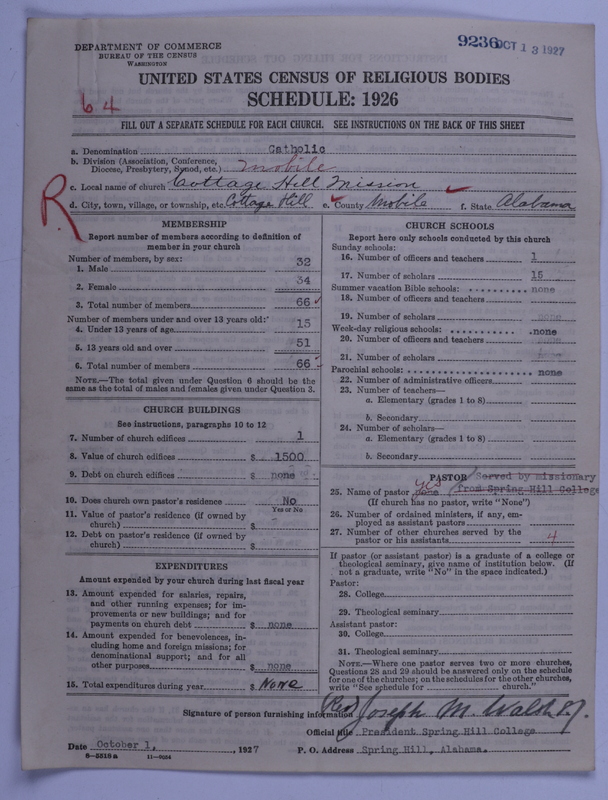 9236 OCT 13 1927
DEPARTMENT OF COMMERCE
BUREAU OF THE CENSUS
WASHINGTON
UNITED STATES CENSUS OF RELIGIOUS BODIES
64
SCHEDULE: 1926
FILL OUT A SEPARATE SCHEDULE FOR EACH CHURCH. SEE INSTRUCTIONS ON THE BACK OF THIS SHEET
a. Denomination Catholic
b. Division (Association, Conference,
Diocese, Presbytery, Synod, etc.) Mobile
c. Local name of church Cottage Hill Mission
R
d. City, town, village, or township, etc. Cottage Hill e. County Mobile f. State Alabama
MEMBERSHIP
Report number of members according to definition of
member in your church
Number of members, by sex:
1. Male 32
2. Female 34
3. Total number of members 66
Number of members under and over 13 years old:
4. Under 13 years of age 15
5. 13 years old and over 51
6. Total number of members 66
NOTE.—The total given under Question 6 should be the
same as the total of males and females given under Question 3.
CHURCH BUILDINGS
See instructions, paragraphs 10 to 12
7. Number of church edifices 1
8. Value of church edifices $ 1500
9. Debt on church edifices $ none
10. Does church own pastor's residence No
Yes or No
11. Value of pastor's residence (if owned by
church) $
12. Debt on pastor's residence (if owned by
church) $
EXPENDITURES
Amount expended by your church during last fiscal year
13. Amount expended for salaries, repairs,
and other running expenses; for im-
provements or new buildings; and for
payments on church debt $ none
14. Amount expended for benevolences, in-
cluding home and foreign missions; for
denominational support; and for all
other purposes $ none
15. Total expenditures during year $ None
CHURCH SCHOOLS
Report here only schools conducted by this church
Sunday schools:
16. Number of officers and teachers 1
17. Number of scholars 15
Summer vacation Bible schools: none
18. Number of officers and teachers
19. Number of scholars none
Week-day religious schools: none
20. Number of officers and teachers none
21. Number of scholars none
Parochial schools: none
22. Number of administrative officers
23. Number of teachers—
a. Elementary (grades 1 to 8)
b. Secondary
24. Number of scholars—
a. Elementary (grades 1 to 8)
b. Secondary
PASTOR Served by missionary
25. Name of pastor none yes from Spring Hill College
(If church has no pastor, write "None")
26. Number of ordained ministers, if any, em-
ployed as assistant pastors
27. Number of other churches served by the
pastor or his assistants 4
If pastor (or assistant pastor) is a graduate of a college or
theological seminary, give name of institution below. (If
not a graduate, write "No" in the space indicated.)
Pastor:
28. College
29. Theological seminary
Assistant pastor:
30. College
31. Theological seminary
NOTE.—Where one pastor serves two or more churches,
Questions 28 and 29 should be answered only on the schedule
for one of the churches; on the schedules for the other churches,
write "See schedule for church."
Signature of person furnishing information (Rev) Joseph M. Walsh S.J.
Official title President Spring Hill College
Date October 1, , 1927 P. O. Address Spring Hill, Alabama.
6-5518a 11-9054